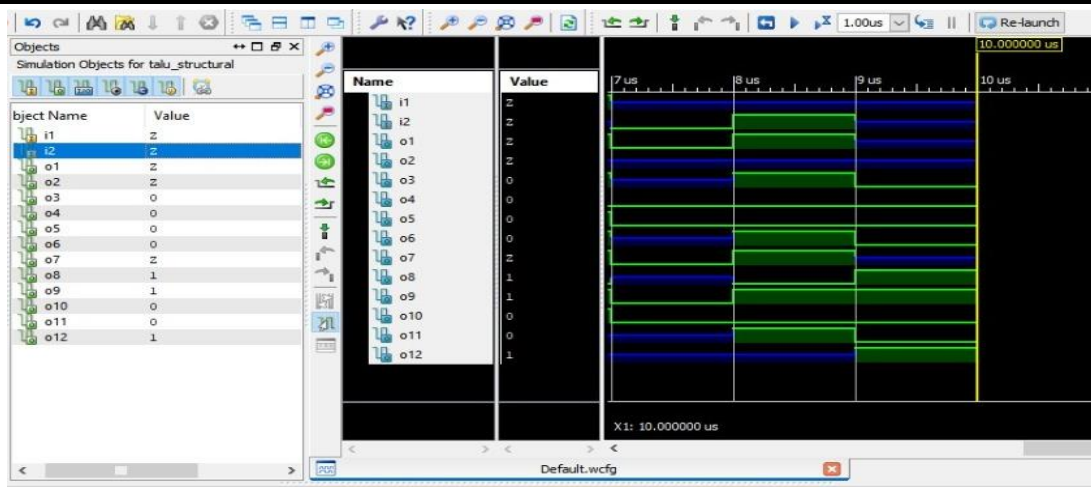 1.00us
Re-launch
Objects
Simulation Objects for talu_structural
bject Name Value
i1 z
i2 z
o1 z
o2 z
o3 0
o4 0
o5 0
o6 0
o7 z
o8 1
o9 1
o10 0
o11 0
o12 1
Name Value
i1 z
i2 z
o1 z
o2 z
o3 0
o4 0
o5 0
o6 0
o7 z
o8 1
o9 1
o10 0
o11 0
o12 1
10.000000 us
7 us 8 us 9 us 10 us
X1: 10.000000 us
Default.wcfg